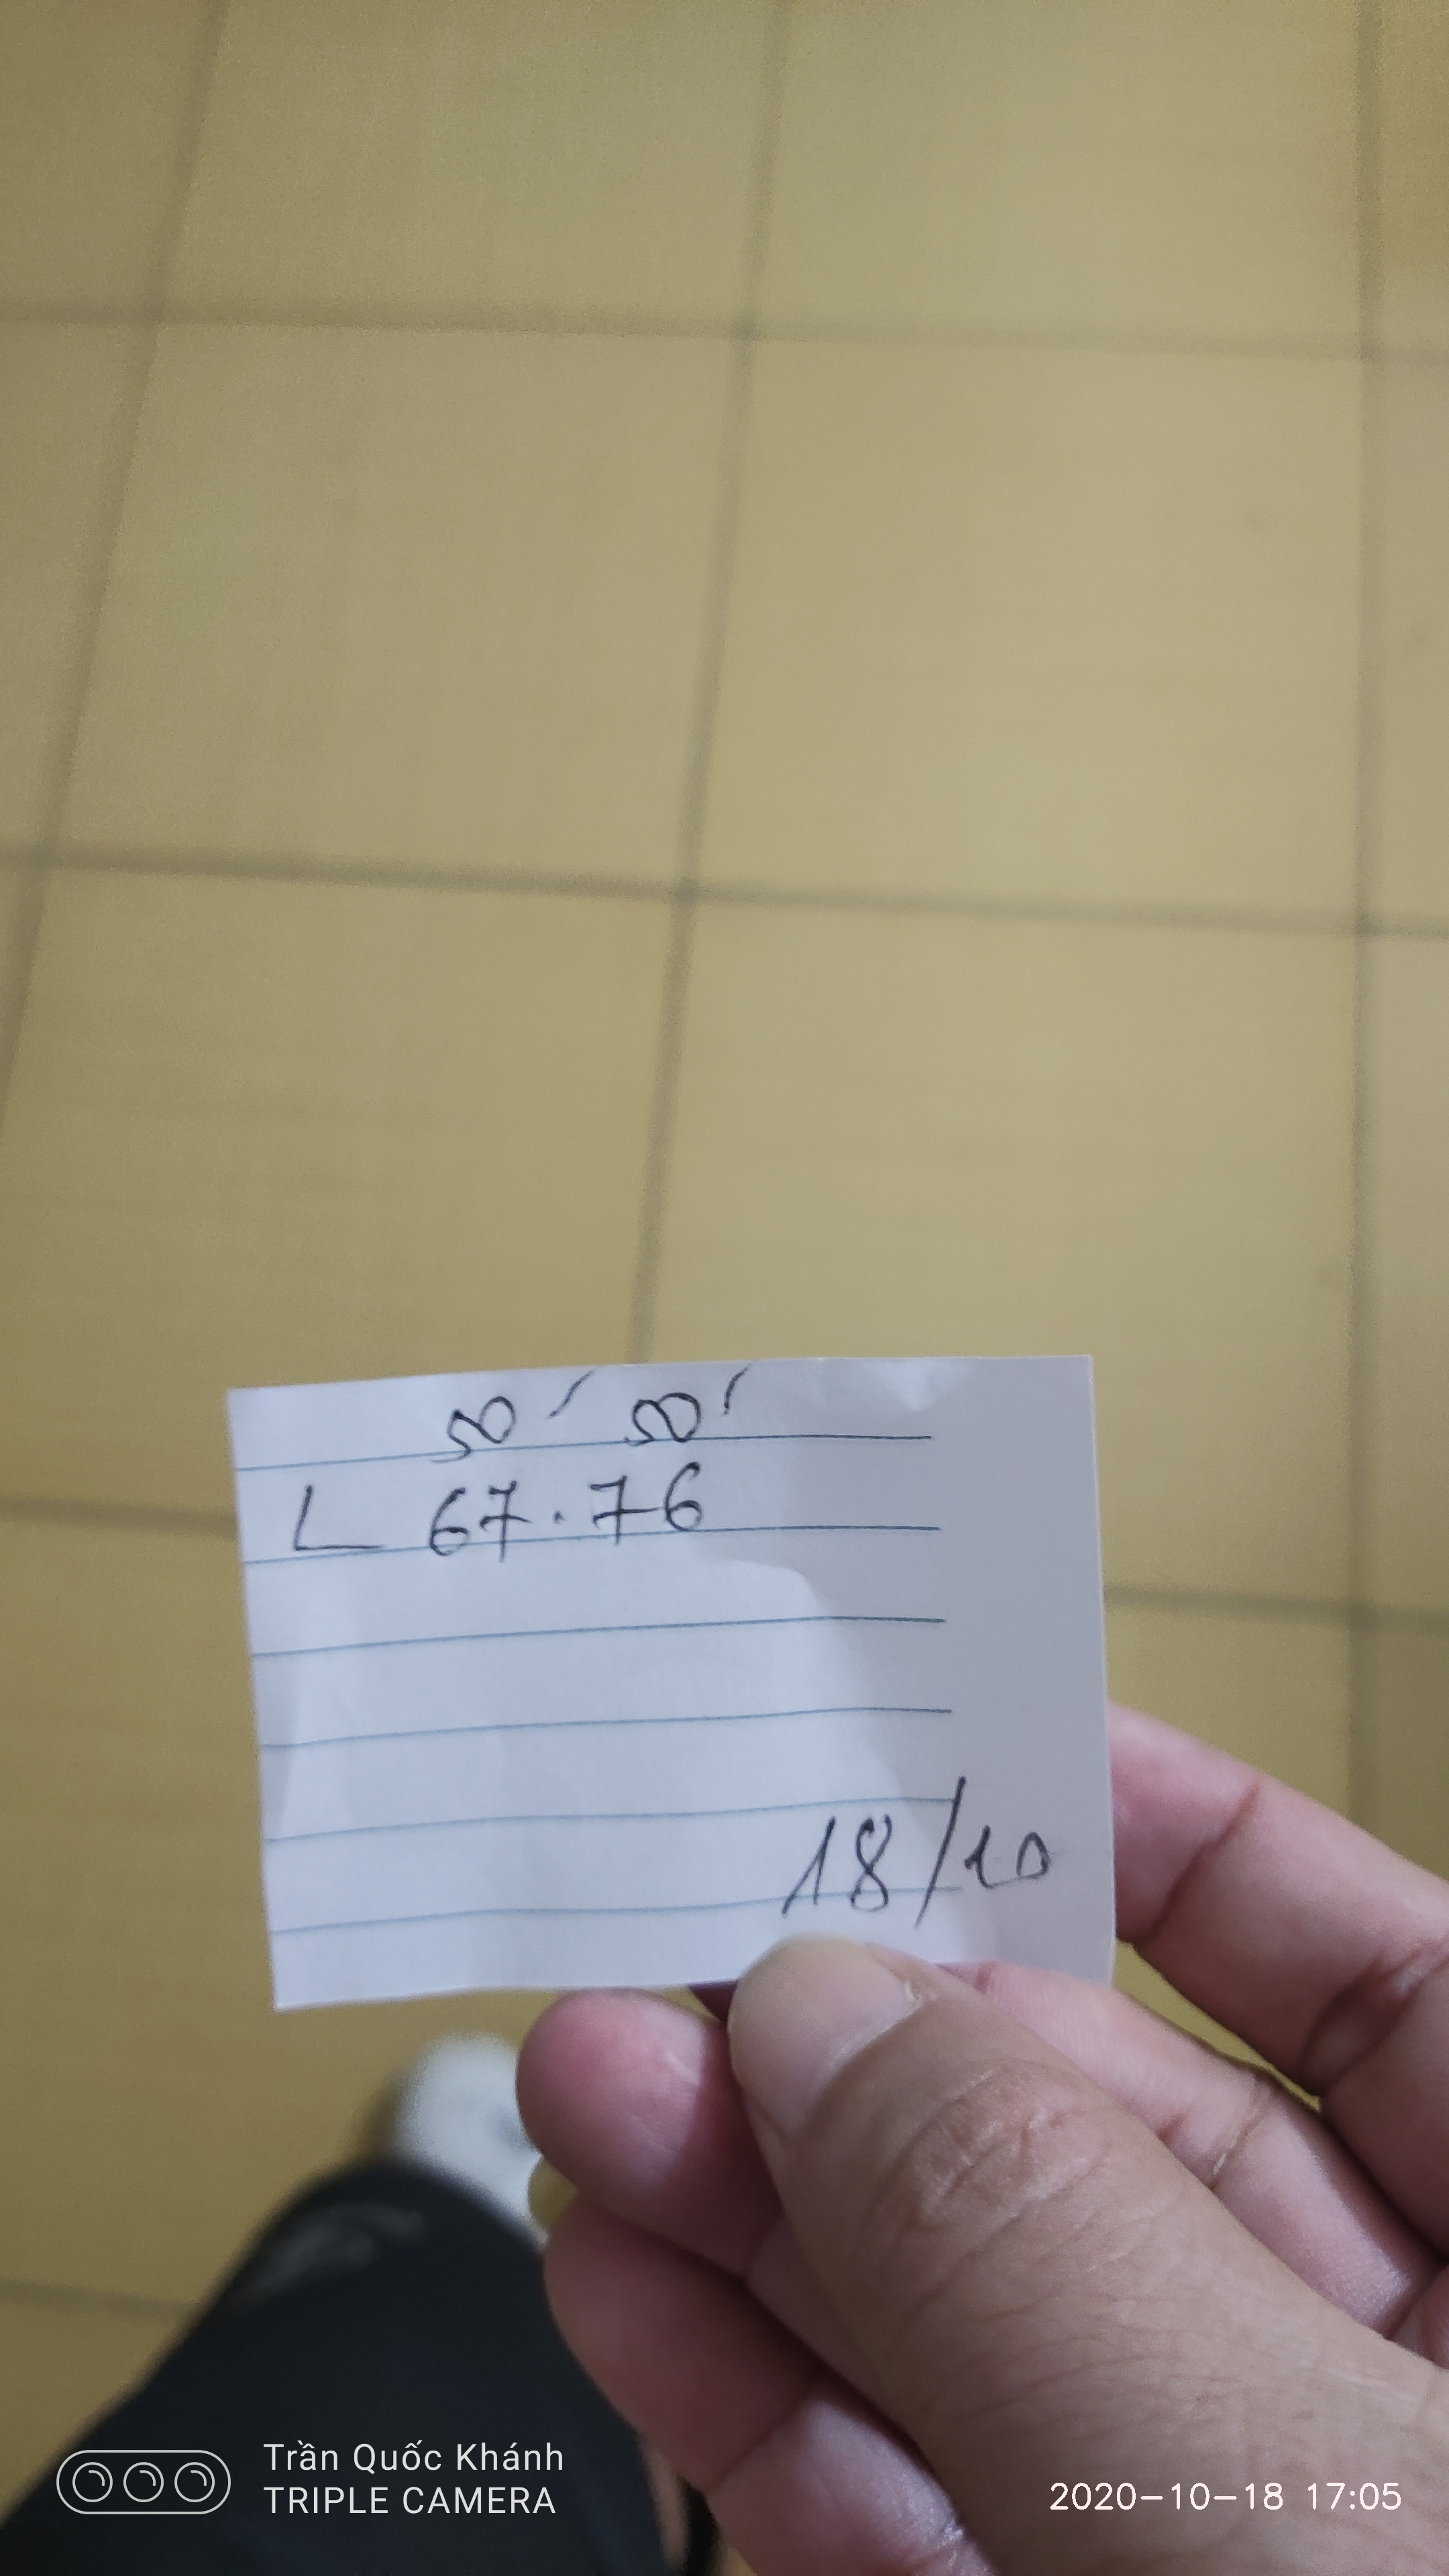 50' 50'
L 67.76
18/10
Trần Quốc Khánh
TRIPLE CAMERA
2020-10-18 17:05